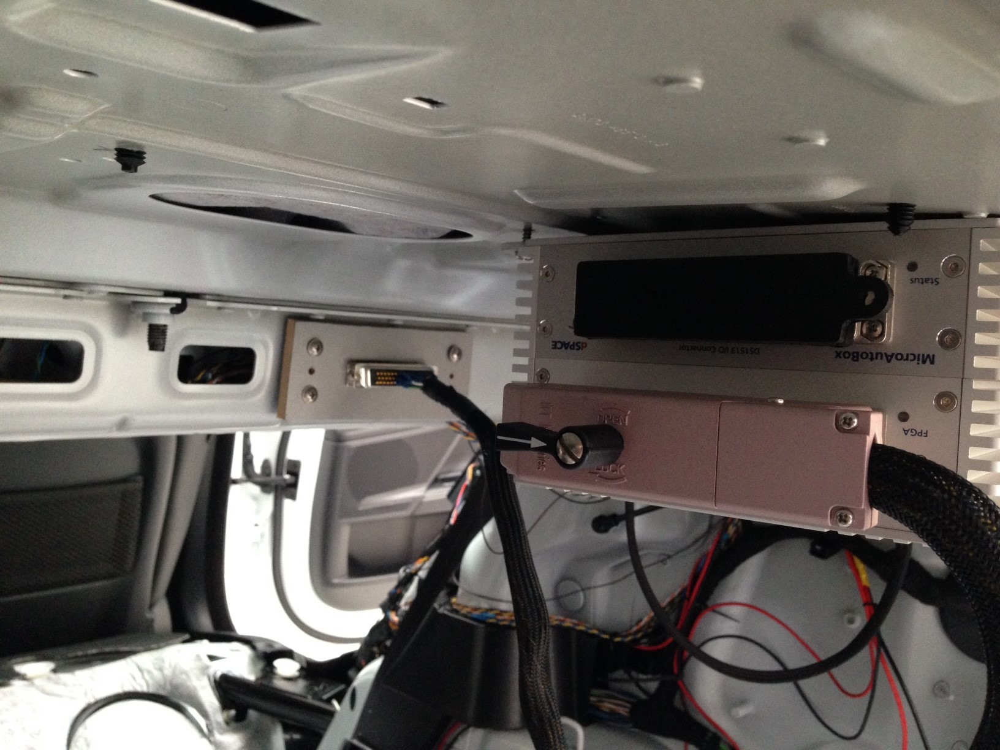 Status
MicroAutoBox
DS1513 I/O Connector
dSPACE
FPGA
OPEN
LOCK